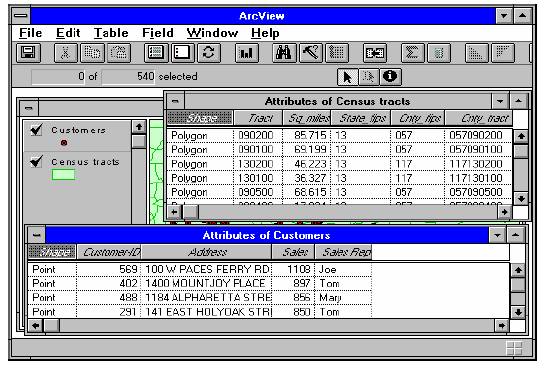 ArcView
File Edit Table Field Window Help
0 of 540 selected
Attributes of Census tracts
Shape Tract Sq_miles State_fips Cnty_fips Cnty_tract
Polygon 090200 85.715 13 057 057090200
Polygon 090100 69.199 13 057 057090100
Polygon 130200 46.223 13 117 117130200
Polygon 130100 36.327 13 117 117130100
Polygon 090500 68.615 13 057 057090500
Customers
Census tracts
Attributes of Customers
Shape Customer-ID Address Sales Sales Rep
Point 569 100 W PACES FERRY RD 1108 Joe
Point 402 1400 MOUNTJOY PLACE 897 Tom
Point 488 1184 ALPHARETTA STRE 856 Mary
Point 291 141 EAST HOLYOAK STR 850 Tom